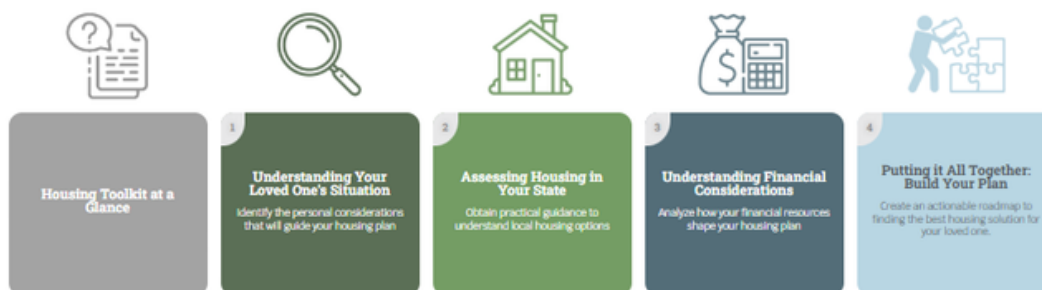 ?
Housing Toolkit at a
Glance
1
Understanding Your
Loved One's Situation
Identify the personal considerations
that will guide your housing plan
2
Assessing Housing in
Your State
Obtain practical guidance to
understand local housing options
$
3
Understanding Financial
Considerations
Analyze how your financial resources
shape your housing plan
4
Putting it All Together:
Build Your Plan
Create an actionable roadmap to
finding the best housing solution for
your loved one.